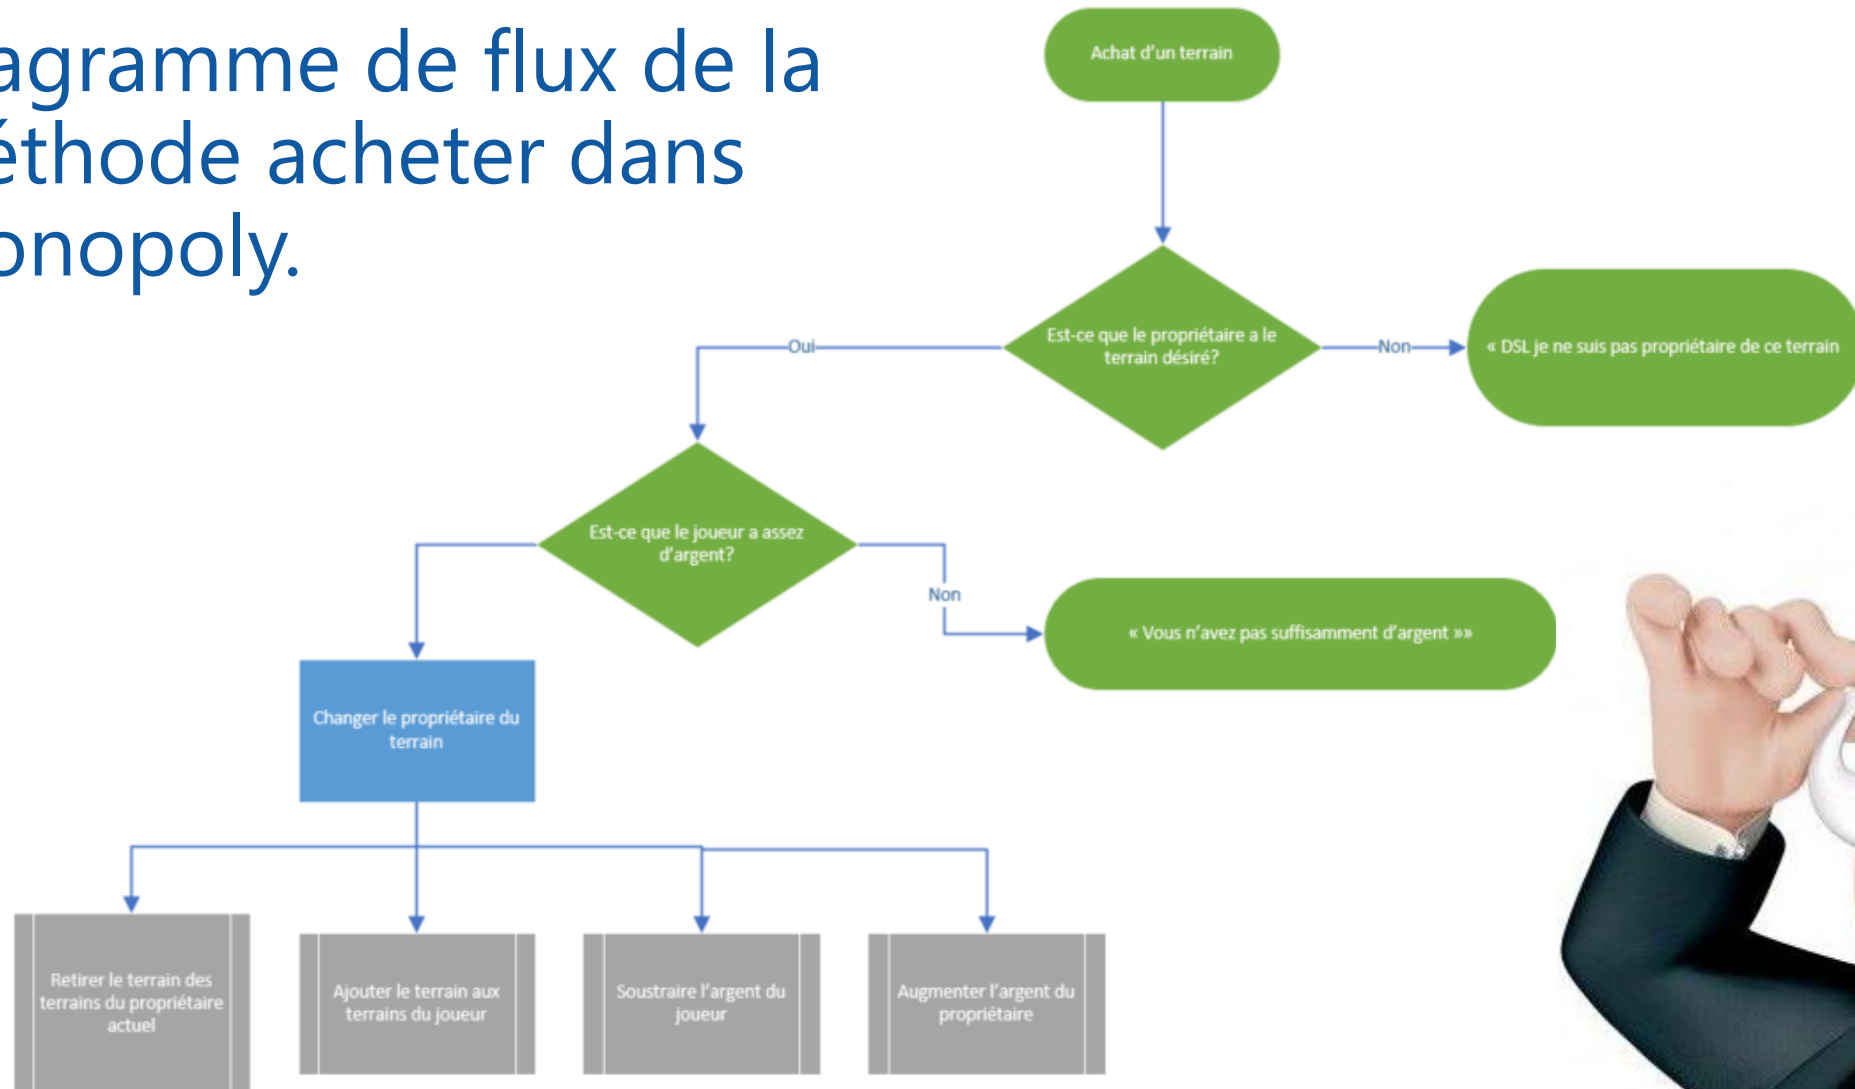 agramme de flux de la
éthode acheter dans
onopoly.
Achat d'un terrain
Est-ce que le propriétaire a le
terrain désiré?
Oui
Non
« DSL je ne suis pas propriétaire de ce terrain
Est-ce que le joueur a assez
d'argent?
Non
« Vous n'avez pas suffisamment d'argent »»
Changer le propriétaire du
terrain
Retirer le terrain des
terrains du propriétaire
actuel
Ajouter le terrain aux
terrains du joueur
Soustraire l'argent du
joueur
Augmenter l'argent du
propriétaire